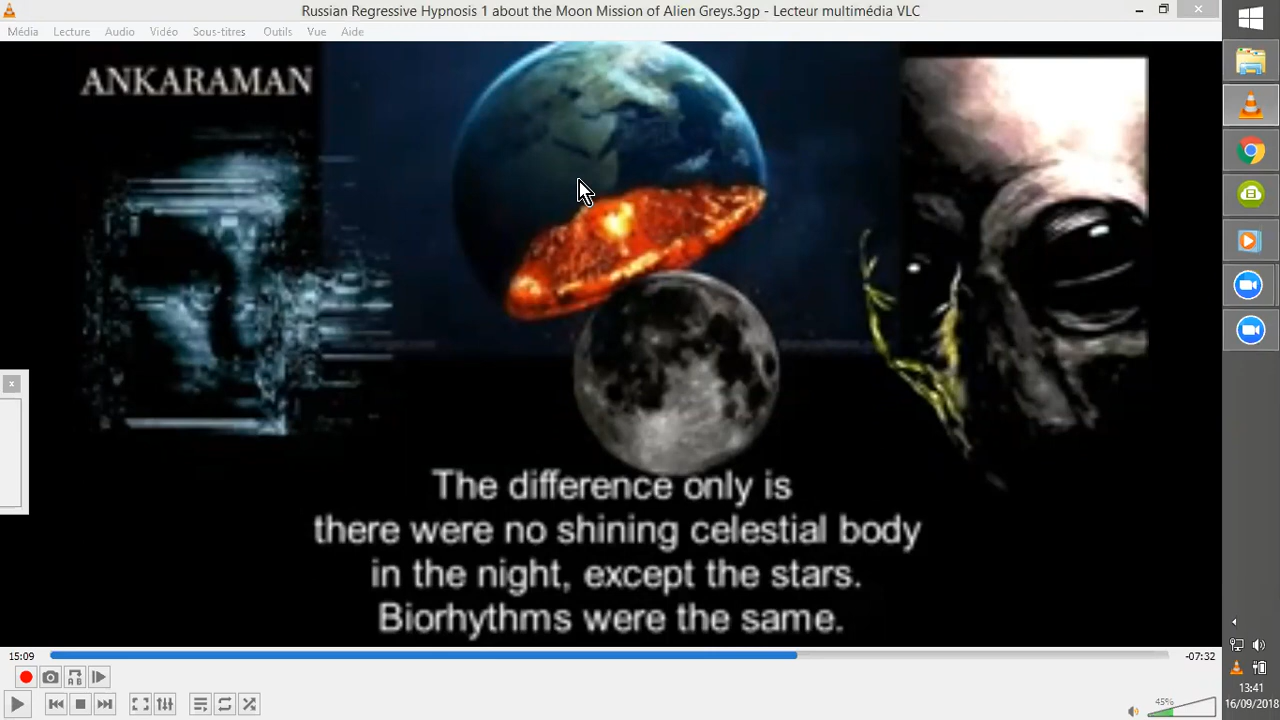 Russian Regressive Hypnosis 1 about the Moon Mission of Alien Greys.3gp - Lecteur multimédia VLC
Média Lecture Audio Vidéo Sous-titres Outils Vue Aide
ANKARAMAN
The difference only is
there were no shining celestial body
in the night, except the stars.
Biorhythms were the same.
15:09
-07:32
45%
13:41
16/09/2018